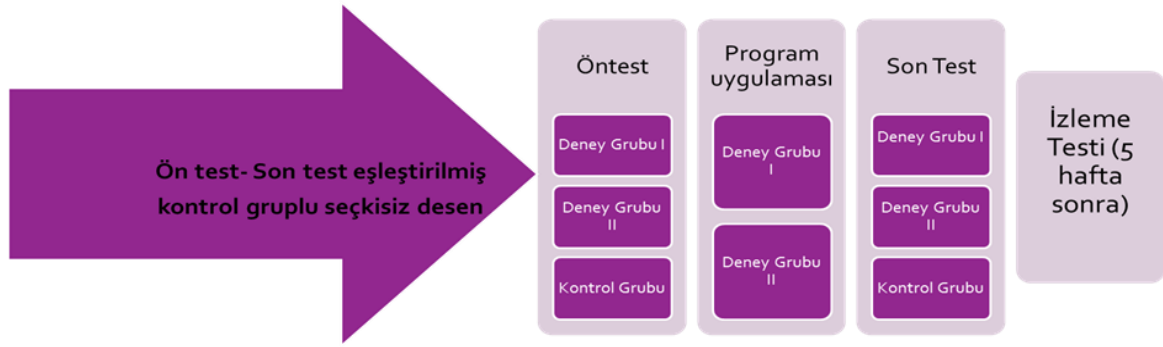 Ön test- Son test eşleştirilmiş
kontrol gruplu seçkisiz desen
Öntest
Deney Grubu I
Deney Grubu
II
Kontrol Grubu
Program
uygulaması
Deney Grubu
I
Deney Grubu
II
Son Test
Deney Grubu I
Deney Grubu
II
Kontrol Grubu
İzleme
Testi (5
hafta
sonra)